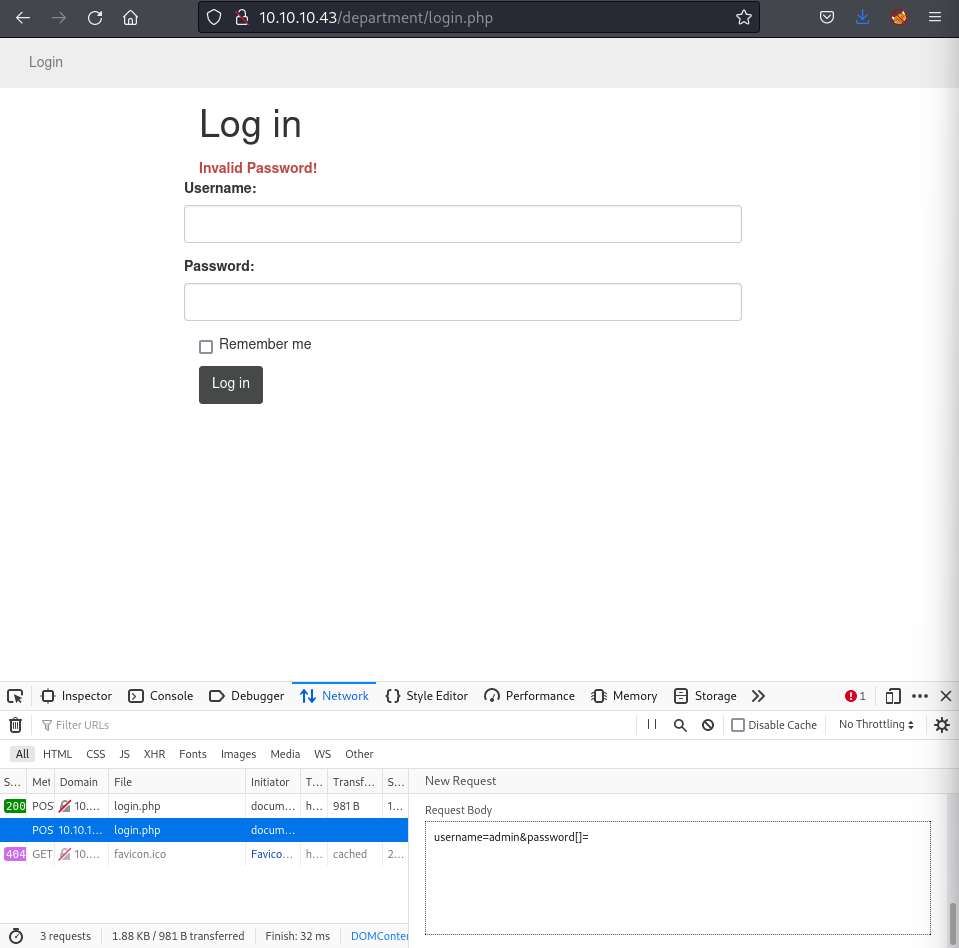 10.10.10.43/department/login.php
Login
Log in
Invalid Password!
Username:
Password:
Remember me
Log in
Inspector Console Debugger Network Style Editor Performance Memory Storage 1
Filter URLs Disable Cache No Throttling
All HTML CSS JS XHR Fonts Images Media WS Other
S... Met Domain File Initiator T... Transf... S... New Request
200 POS 10.... login.php docum... h... 981 B 1... Request Body
POS 10.10.1... login.php docum... username=admin&password[]=
404 GET 10.... favicon.ico Favico... h... cached 2...
3 requests 1.88 KB / 981 B transferred Finish: 32 ms DOMConter